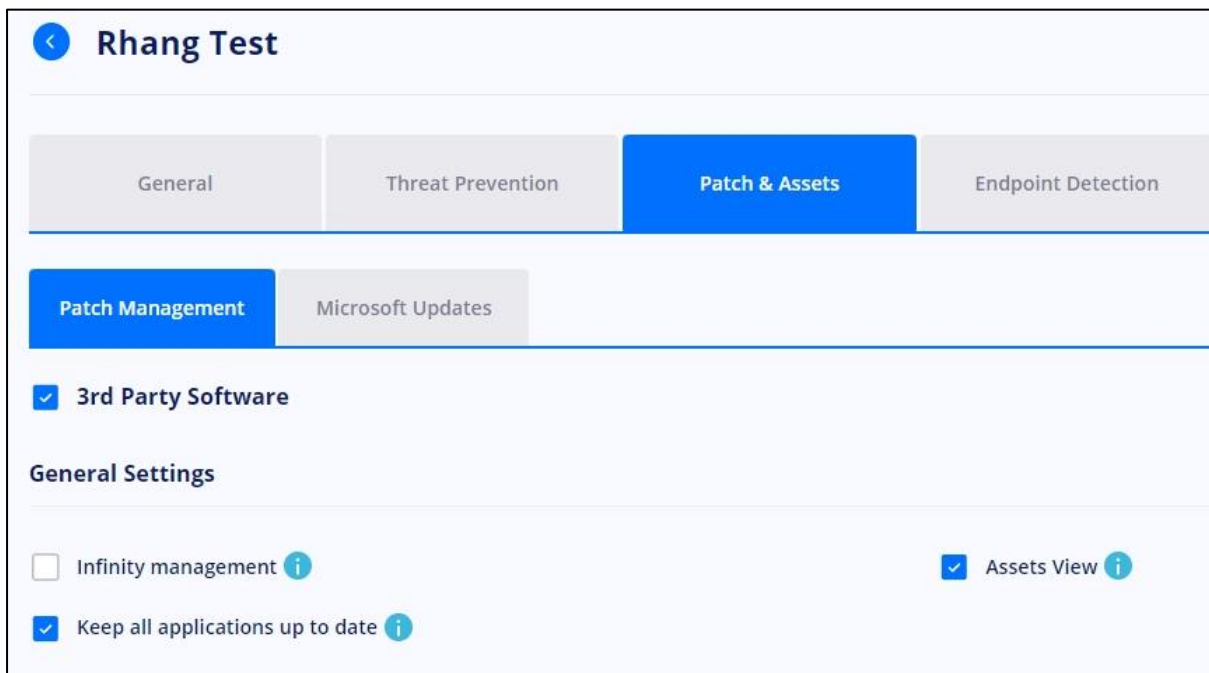 Rhang Test
General Threat Prevention Patch & Assets Endpoint Detection
Patch Management Microsoft Updates
3rd Party Software
General Settings
Infinity management Assets View
Keep all applications up to date